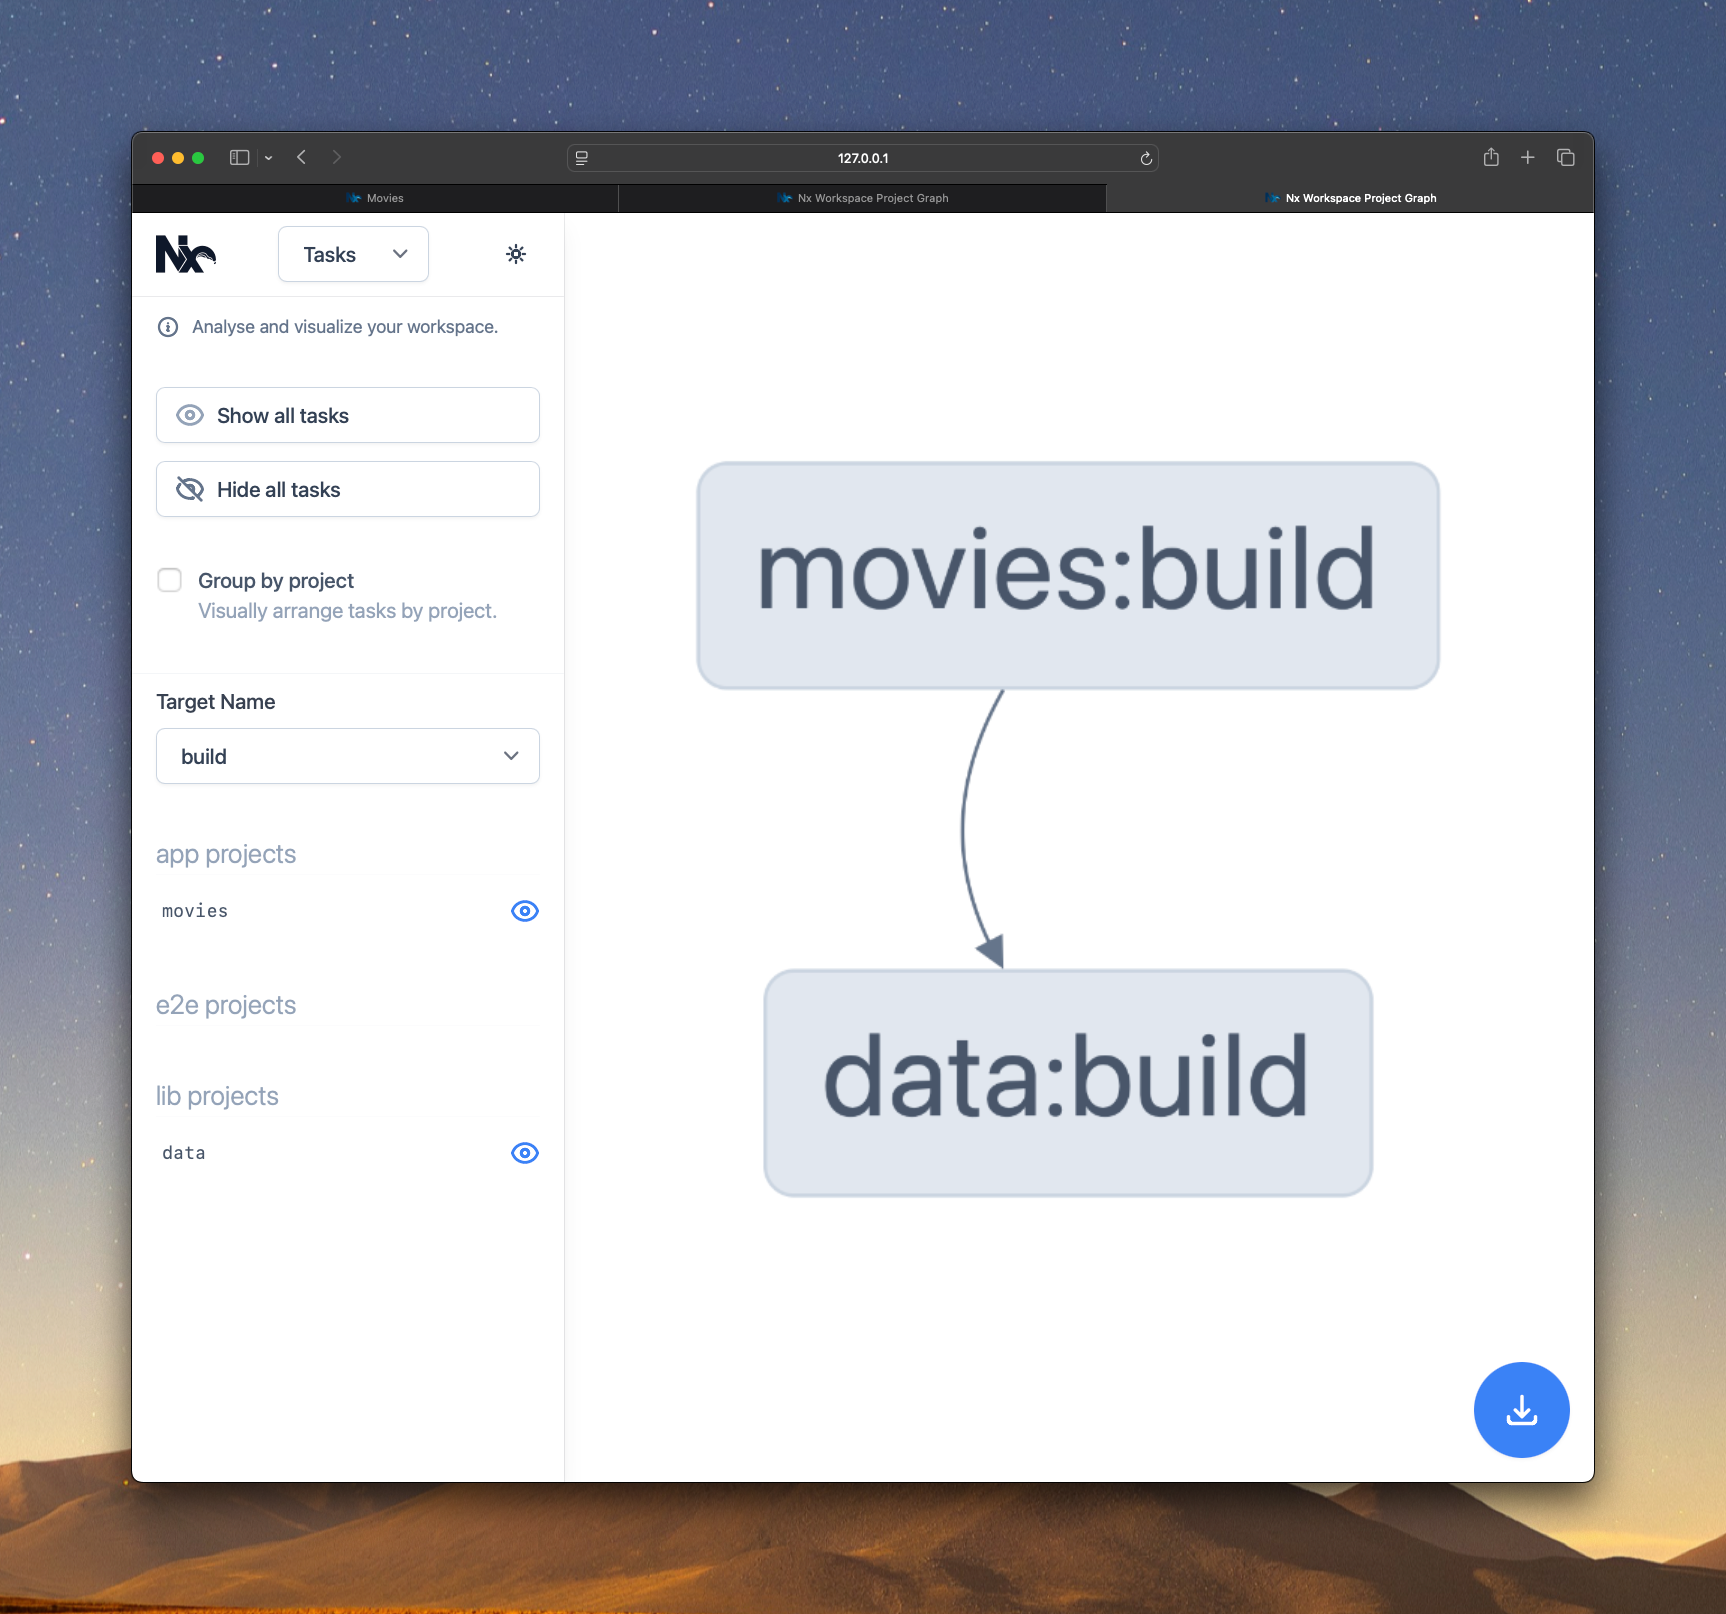 127.0.0.1
Movies
Nx Workspace Project Graph
Nx Workspace Project Graph
Nx
Tasks
Analyse and visualize your workspace.
Show all tasks
Hide all tasks
Group by project
Visually arrange tasks by project.
Target Name
build
app projects
movies
e2e projects
lib projects
data
movies:build
data:build